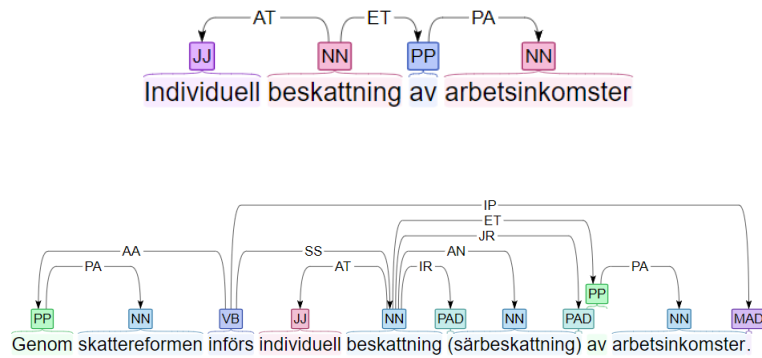 AT ET PA
JJ NN PP NN
Individuell beskattning av arbetsinkomster
IP
ET
JR
AA SS AN
PA AT IR PA
PP
PP NN VB JJ NN PAD NN PAD NN MAD
Genom skattereformen införs individuell beskattning (särbeskattning) av arbetsinkomster.